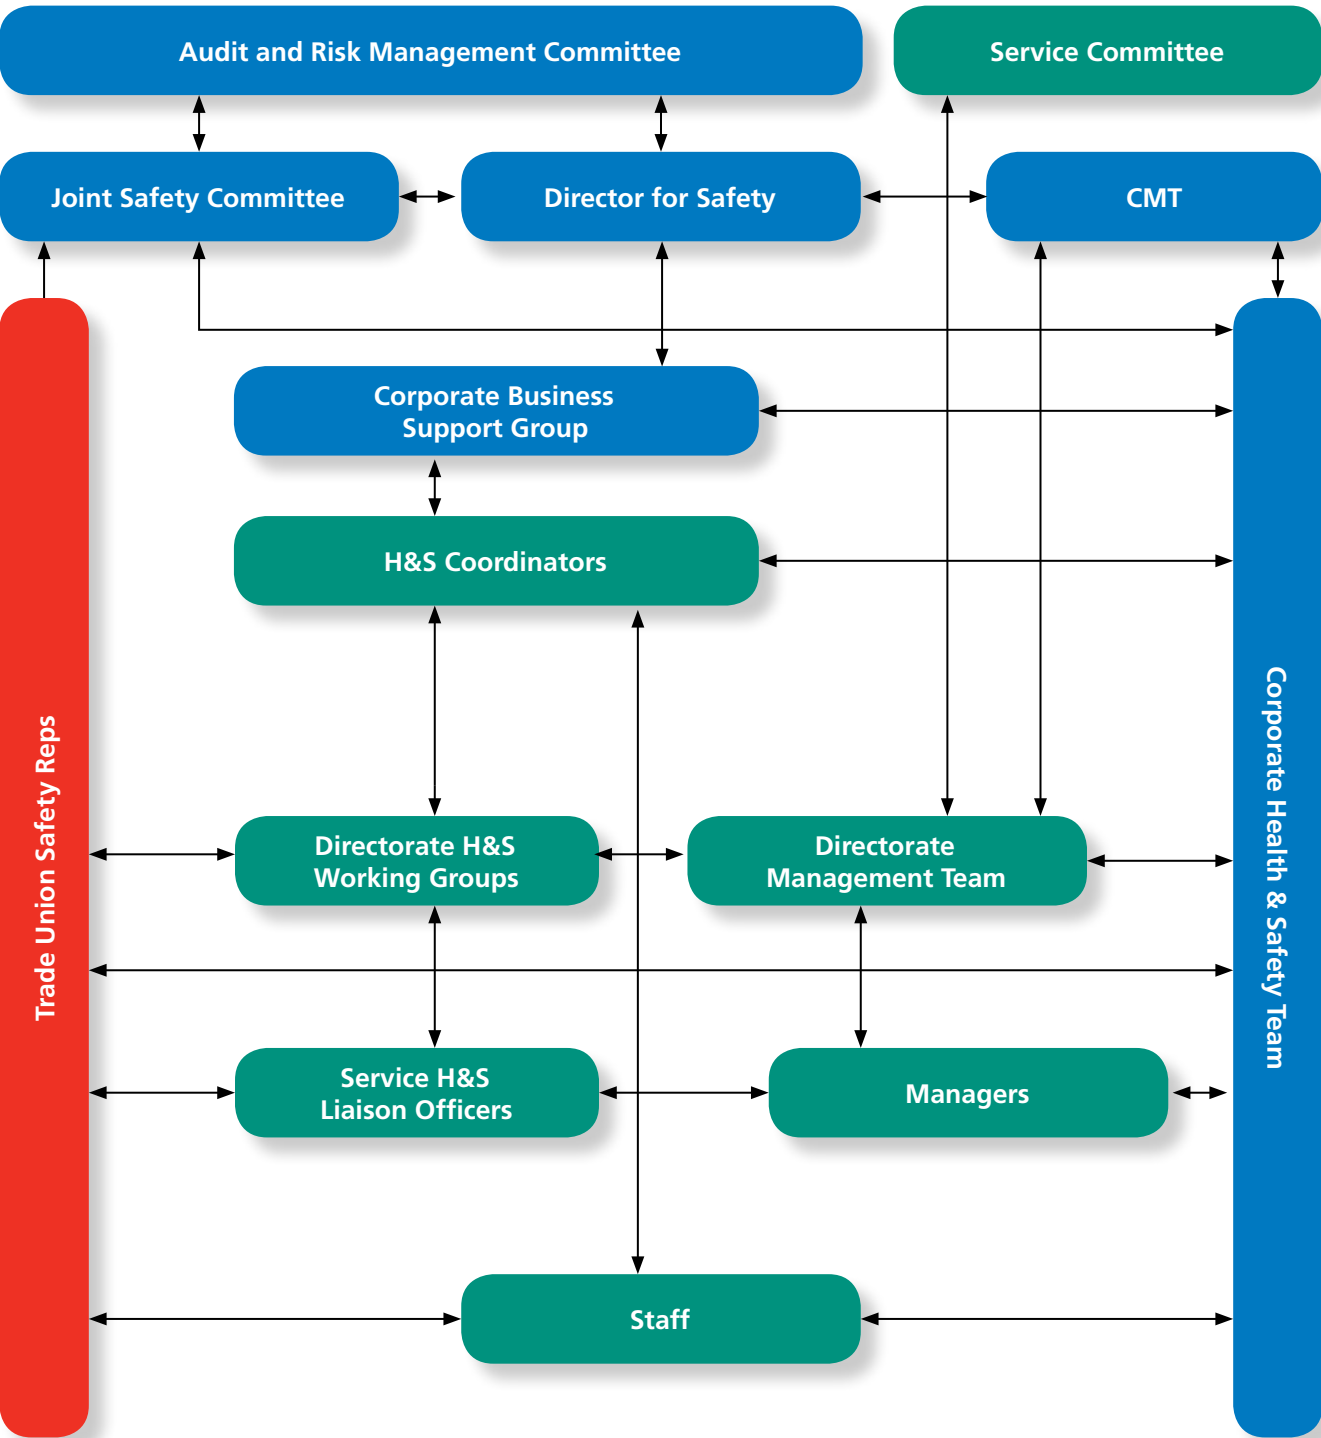 Audit and Risk Management Committee
Service Committee
Joint Safety Committee
Director for Safety
CMT
Corporate Business
Support Group
H&S Coordinators
Trade Union Safety Reps
Corporate Health & Safety Team
Directorate H&S
Working Groups
Directorate
Management Team
Service H&S
Liaison Officers
Managers
Staff